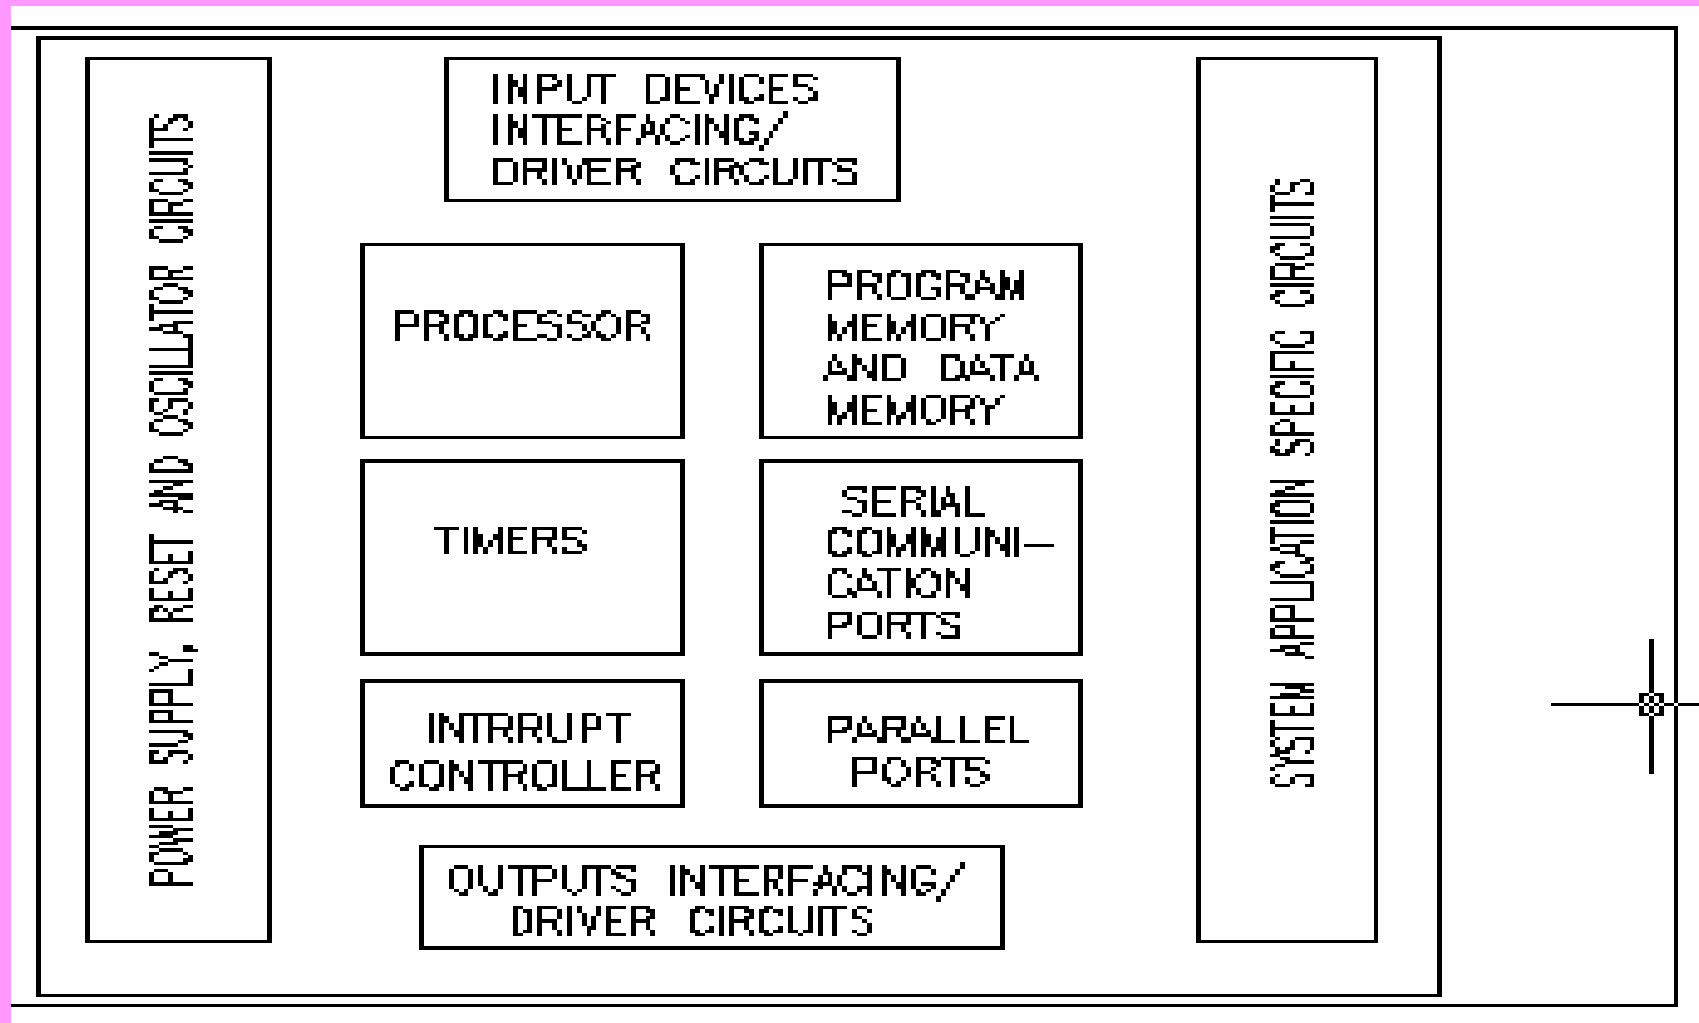 POWER SUPPLY, RESET AND OSCILLATOR CIRCUITS
INPUT DEVICES
INTERFACING/
DRIVER CIRCUITS
PROCESSOR
PROGRAM
MEMORY
AND DATA
MEMORY
TIMERS
SERIAL
COMMUNI-
CATION
PORTS
INTRRUPT
CONTROLLER
PARALLEL
PORTS
OUTPUTS INTERFACING/
DRIVER CIRCUITS
SYSTEM APPLICATION SPECIFIC CIRCUITS